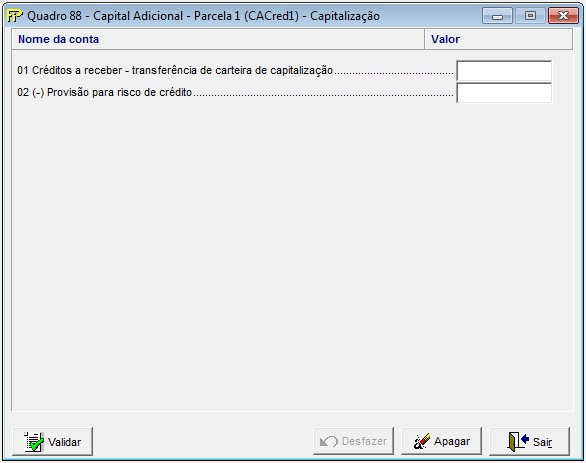 Quadro 88 - Capital Adicional - Parcela 1 (CACred1) - Capitalização
Nome da conta Valor
01 Créditos a receber - transferência de carteira de capitalização
02 (-) Provisão para risco de crédito
Validar Desfazer Apagar Sair